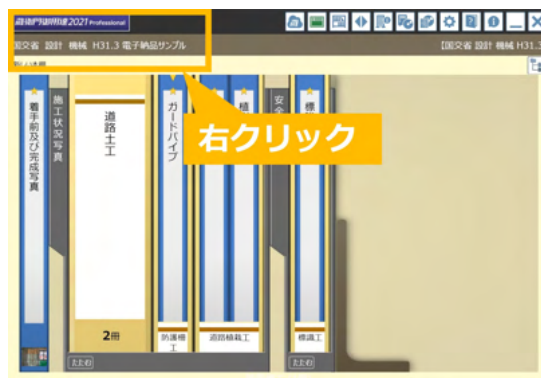 蔵衛門御用達2021 Professional
国交省 設計 機械 H31.3 電子納品サンプル
【国交省 設計 機械 H31.3
右クリック
着手前及び完成写真
施工状況写真
道路土工
2冊
たたむ
ガードパイプ
防護柵工
植
道路植栽工
安全
たたむ
標
標識工